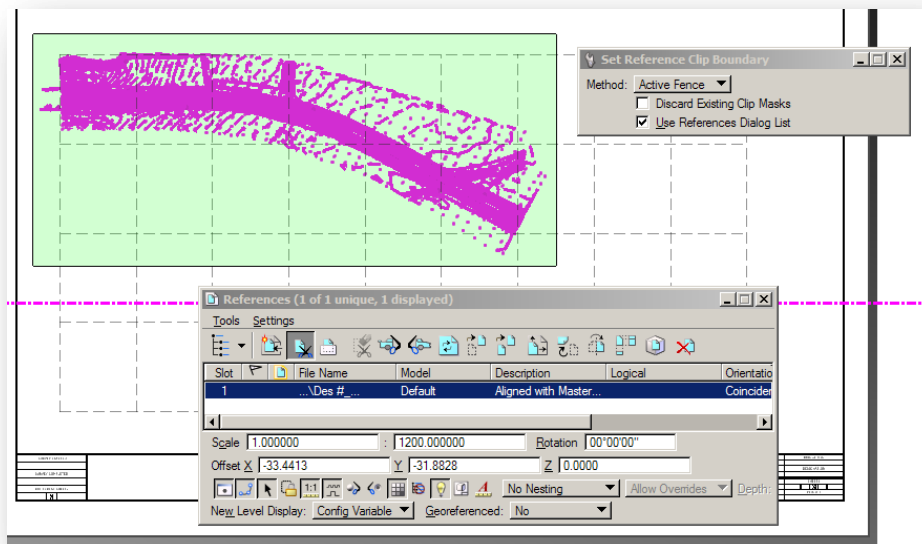 Set Reference Clip Boundary
Method: Active Fence
Discard Existing Clip Masks
Use References Dialog List
References (1 of 1 unique, 1 displayed)
Tools Settings
Slot File Name Model Description Logical Orientatio
1 ...\Des #_... Default Aligned with Master... Coinciden
Scale 1.000000 : 1200.000000 Rotation 00°00'00"
Offset X -33.4413 Y -31.8828 Z 0.0000
1:1 No Nesting Allow Overrides Depth:
New Level Display: Config Variable Georeferenced: No